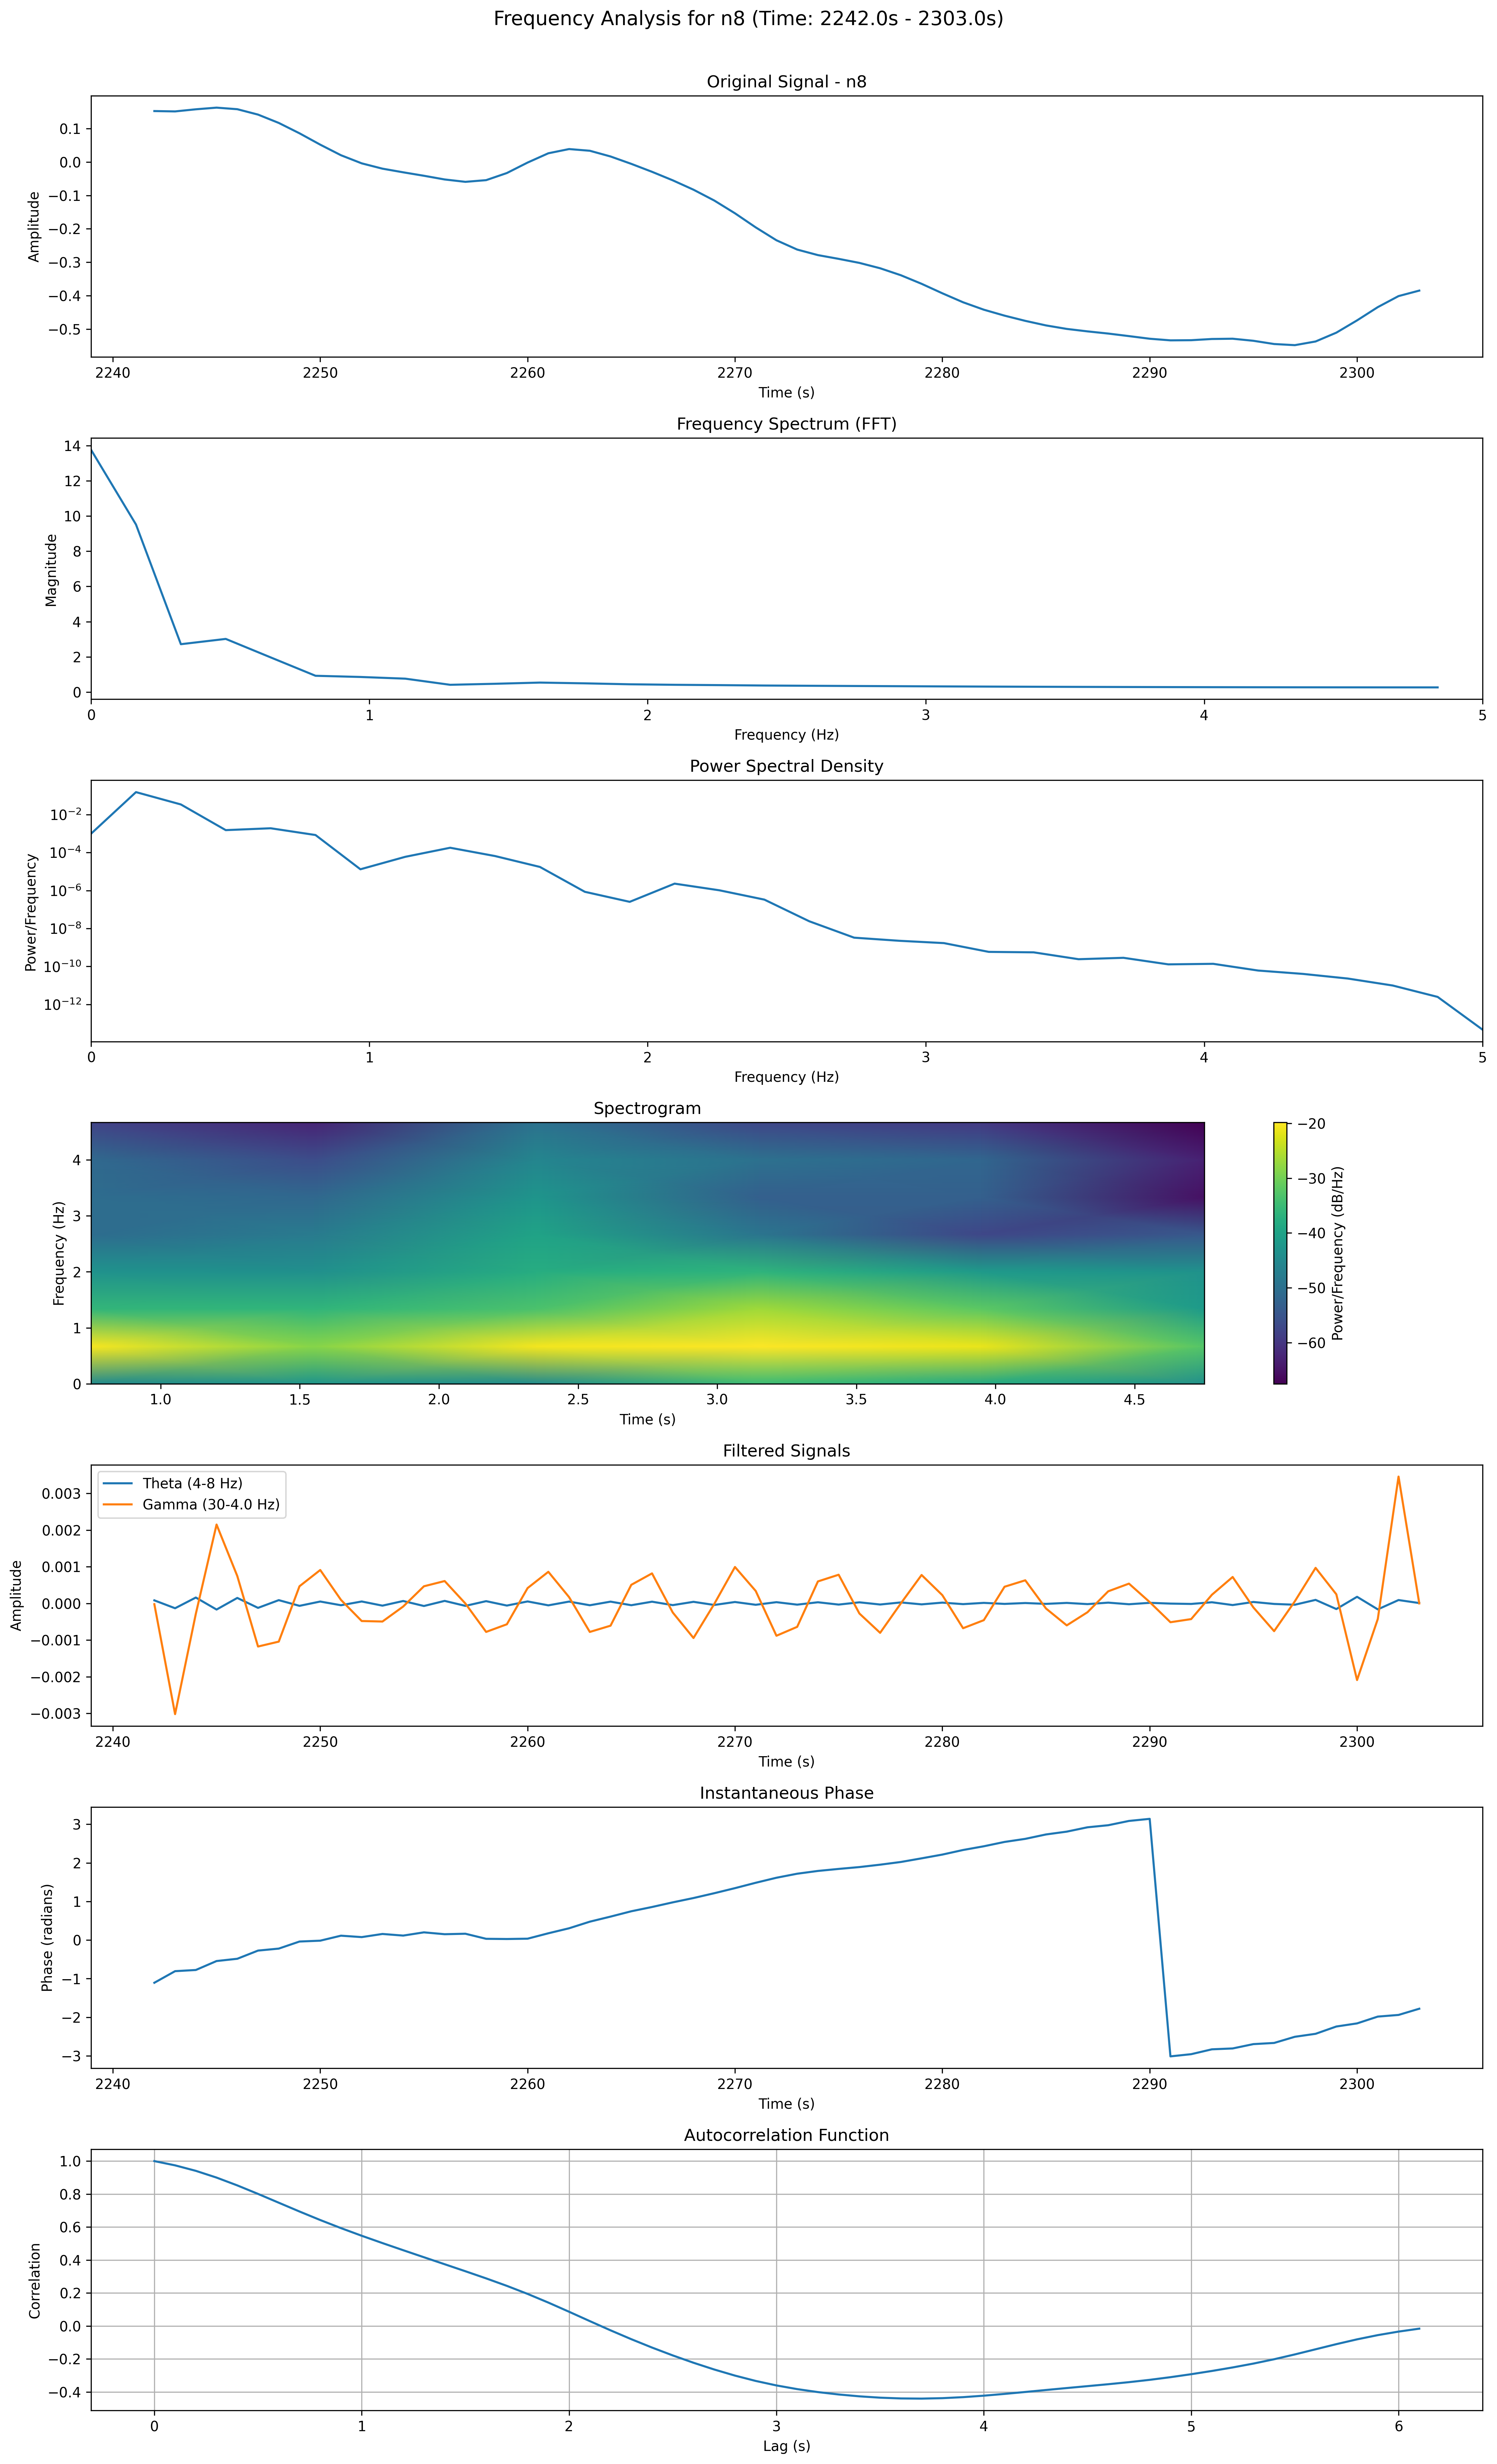 Frequency Analysis for n8 (Time: 2242.0s - 2303.0s)
Original Signal - n8
Amplitude
0.1
0.0
−0.1
−0.2
−0.3
−0.4
−0.5
2240 2250 2260 2270 2280 2290 2300
Time (s)
Frequency Spectrum (FFT)
Magnitude
14
12
10
8
6
4
2
0
0 1 2 3 4 5
Frequency (Hz)
Power Spectral Density
Power/Frequency
10⁻²
10⁻⁴
10⁻⁶
10⁻⁸
10⁻¹⁰
10⁻¹²
0 1 2 3 4 5
Frequency (Hz)
Spectrogram
Frequency (Hz)
4
3
2
1
0
1.0 1.5 2.0 2.5 3.0 3.5 4.0 4.5
Time (s)
−20
−30
−40
−50
−60
Power/Frequency (dB/Hz)
Filtered Signals
Theta (4-8 Hz)
Gamma (30-4.0 Hz)
Amplitude
0.003
0.002
0.001
0.000
−0.001
−0.002
−0.003
2240 2250 2260 2270 2280 2290 2300
Time (s)
Instantaneous Phase
Phase (radians)
3
2
1
0
−1
−2
−3
2240 2250 2260 2270 2280 2290 2300
Time (s)
Autocorrelation Function
Correlation
1.0
0.8
0.6
0.4
0.2
0.0
−0.2
−0.4
0 1 2 3 4 5 6
Lag (s)